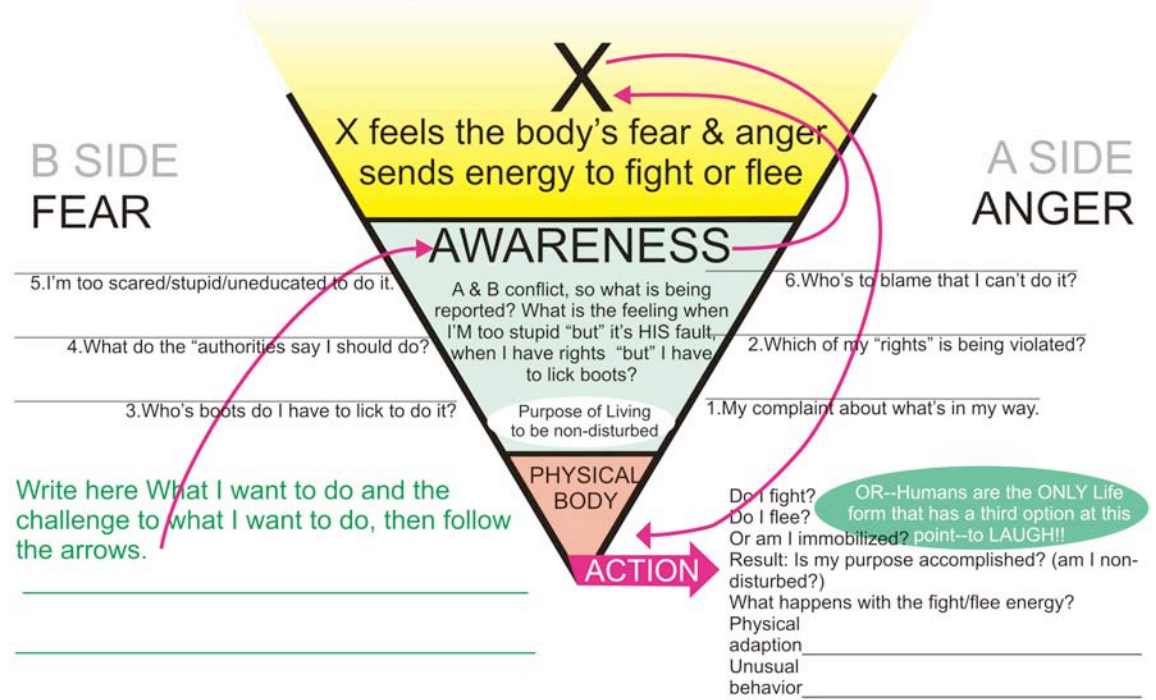 X
X feels the body's fear & anger
sends energy to fight or flee
B SIDE
FEAR
A SIDE
ANGER
AWARENESS
A & B conflict, so what is being
reported? What is the feeling when
I'M too stupid "but" it's HIS fault,
when I have rights "but" I have
to lick boots?
Purpose of Living
to be non-disturbed
5.I'm too scared/stupid/uneducated to do it.
4.What do the "authorities say I should do?
3.Who's boots do I have to lick to do it?
6.Who's to blame that I can't do it?
2.Which of my "rights" is being violated?
1.My complaint about what's in my way.
Write here What I want to do and the
challenge to what I want to do, then follow
the arrows.
PHYSICAL
BODY
ACTION
Do I fight?
Do I flee?
Or am I immobilized?
OR--Humans are the ONLY Life
form that has a third option at this
point--to LAUGH!!
Result: Is my purpose accomplished? (am I non-
disturbed?)
What happens with the fight/flee energy?
Physical
adaption
Unusual
behavior